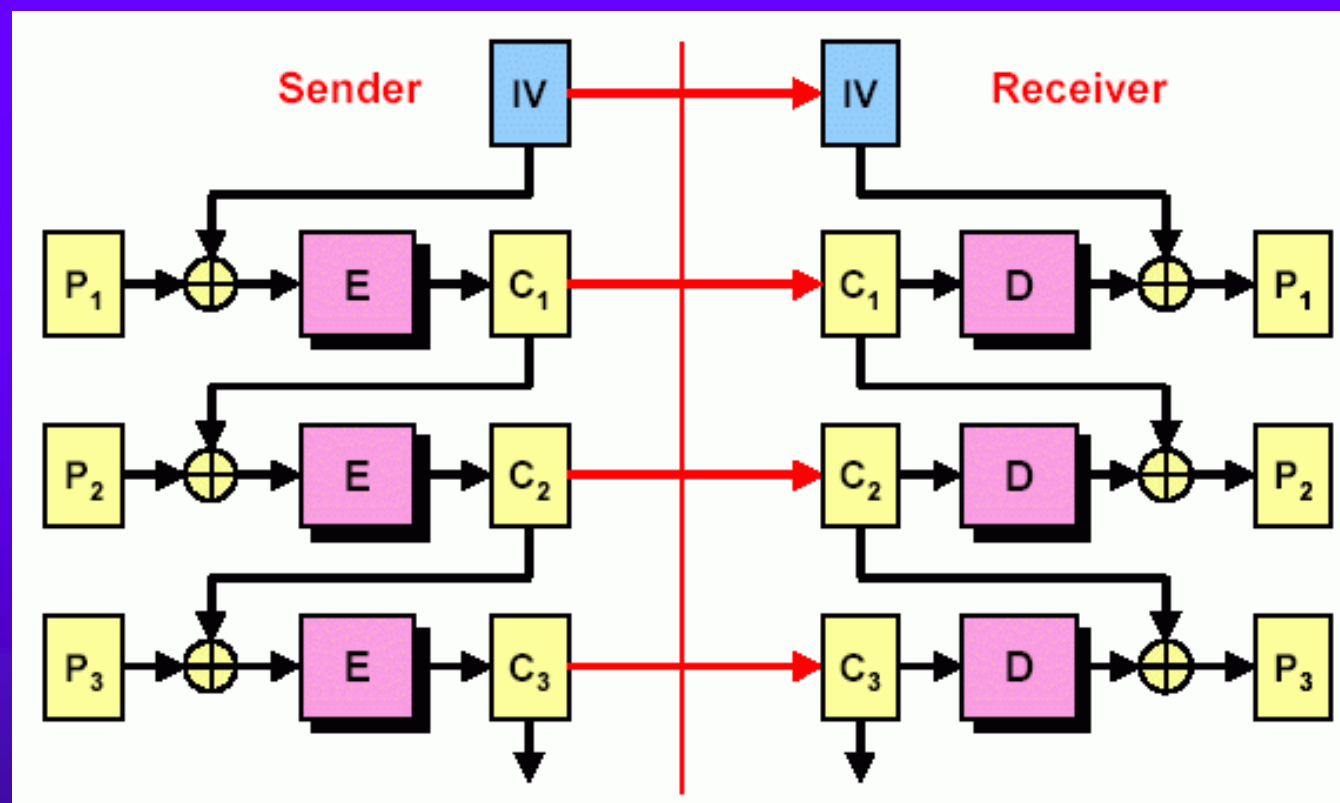 Sender IV IV Receiver
P₁ E C₁ C₁ D P₁
P₂ E C₂ C₂ D P₂
P₃ E C₃ C₃ D P₃